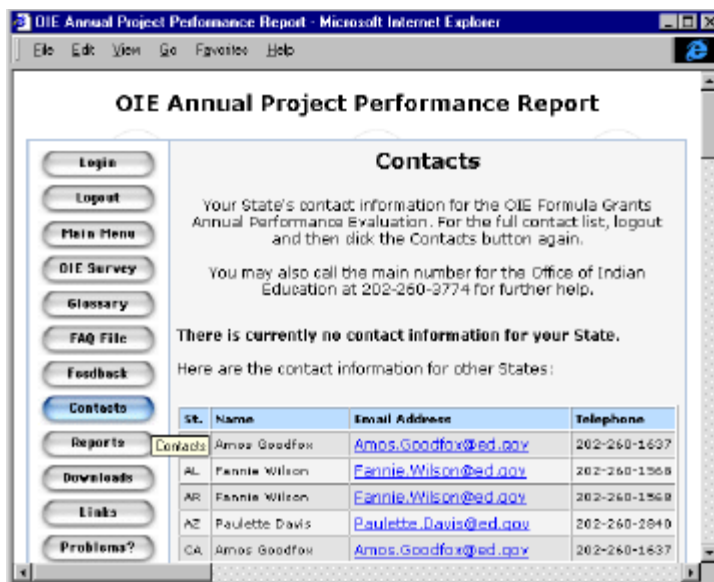 OIE Annual Project Performance Report - Microsoft Internet Explorer
File Edit View Go Favorites Help
OIE Annual Project Performance Report
Login
Logout
Main Menu
OIE Survey
Glossary
FAQ File
Feedback
Contacts
Reports
Downloads
Links
Problems?
Contacts
Contacts
Your State's contact information for the OIE Formula Grants
Annual Performance Evaluation. For the full contact list, logout
and then click the Contacts button again.
You may also call the main number for the Office of Indian
Education at 202-260-3774 for further help.
There is currently no contact information for your State.
Here are the contact information for other States:
St. Name Email Address Telephone
Amos Goodfox Amos.Goodfox@ed.gov 202-260-1637
AL Fannie Wilson Fannie.Wilson@ed.gov 202-260-1568
AR Fannie Wilson Fannie.Wilson@ed.gov 202-260-1568
AZ Paulette Davis Paulette.Davis@ed.gov 202-260-2840
CA Amos Goodfox Amos.Goodfox@ed.gov 202-260-1637